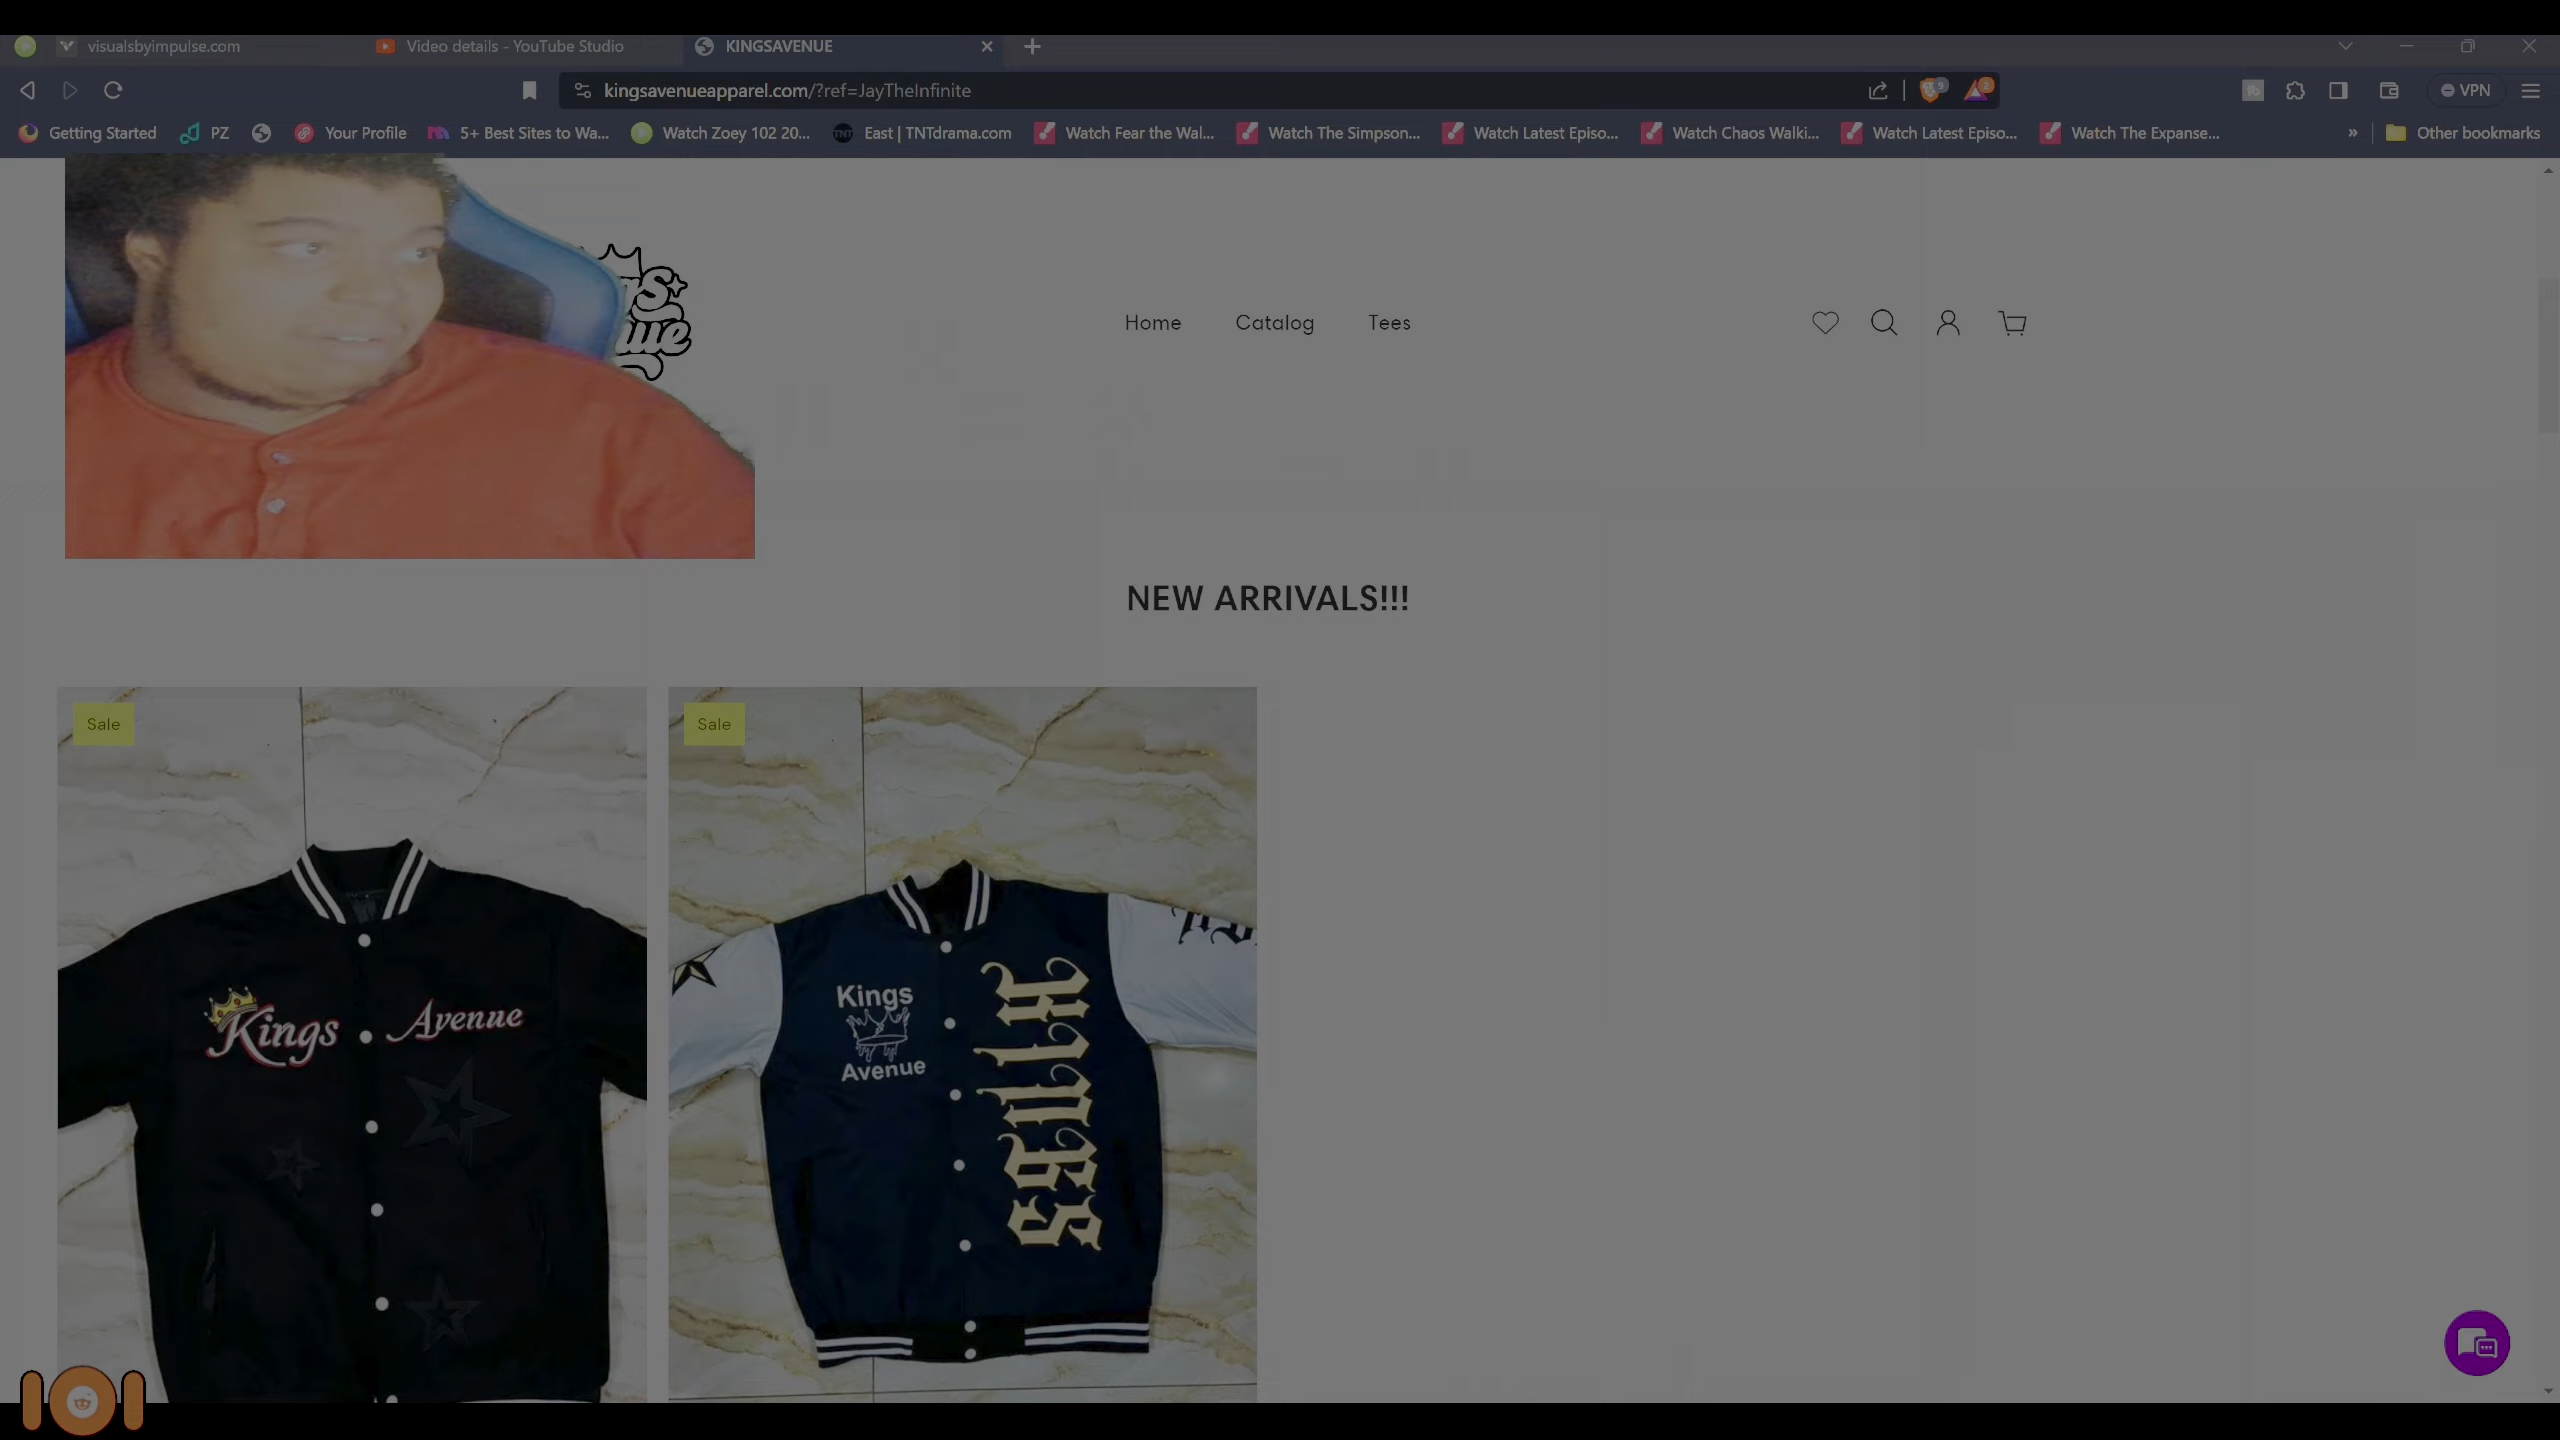 visualsbyimpulse.com
Video details - YouTube Studio
KINGSAVENUE
kingsavenueapparel.com/?ref=JayTheInfinite
9
2
VPN
Getting Started
PZ
Your Profile
5+ Best Sites to Wa...
Watch Zoey 102 20...
TNT
East | TNTdrama.com
Watch Fear the Wal...
Watch The Simpson...
Watch Latest Episo...
Watch Chaos Walki...
Watch Latest Episo...
Watch The Expanse...
Other bookmarks
Home
Catalog
Tees
NEW ARRIVALS!!!
Sale
Sale
Kings Avenue
Kings
Avenue